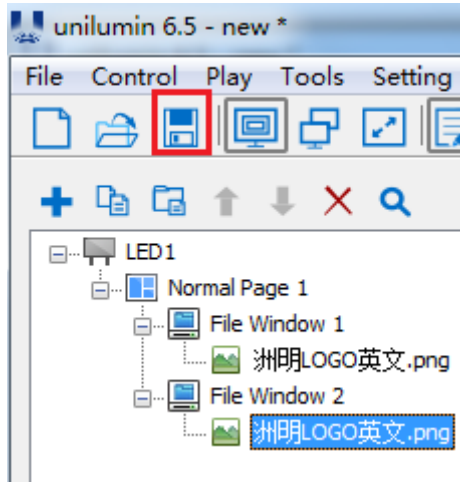 unilumin 6.5 - new *
File Control Play Tools Setting
LED1
Normal Page 1
File Window 1
洲明LOGO英文.png
File Window 2
洲明LOGO英文.png